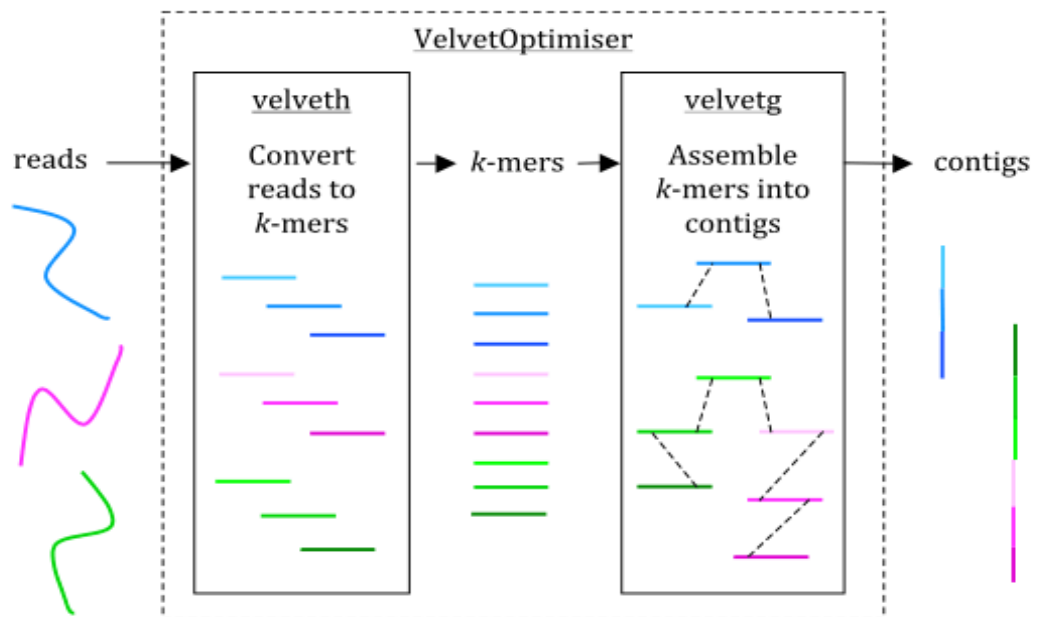 VelvetOptimiser
velveth
velvetg
reads
Convert
reads to
k-mers
k-mers
Assemble
k-mers into
contigs
contigs